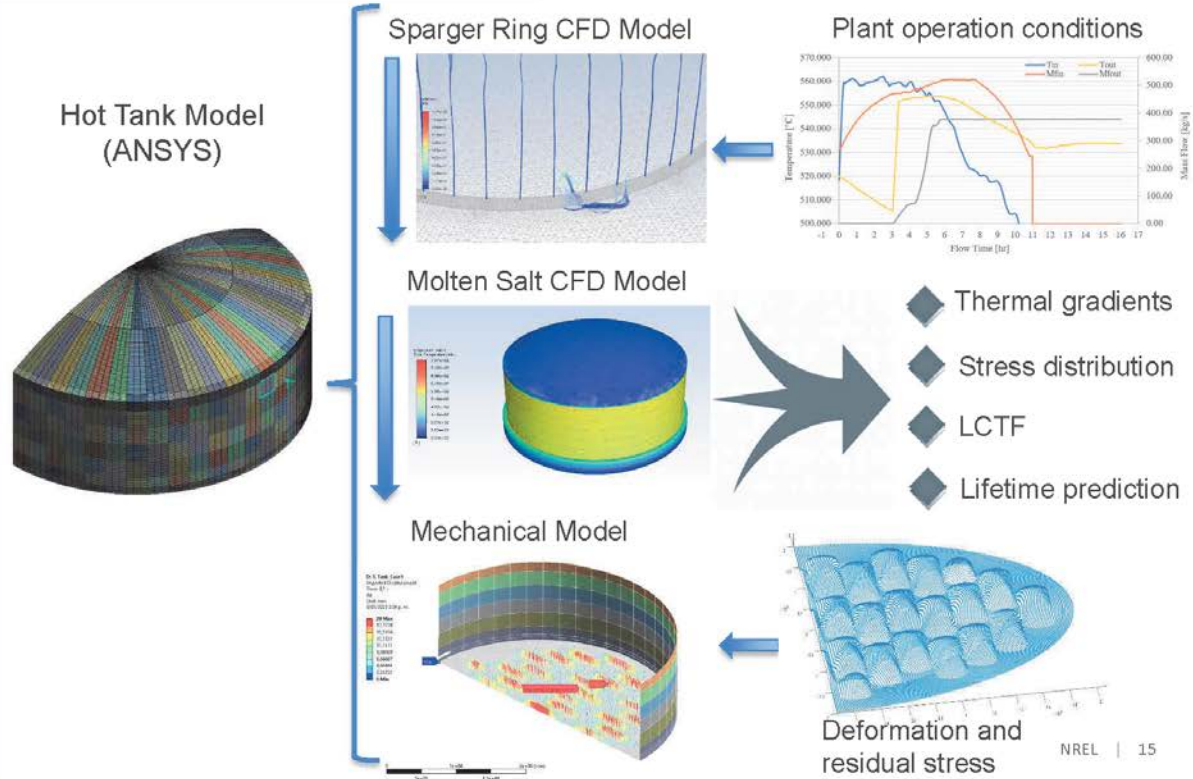 Hot Tank Model
(ANSYS)
Sparger Ring CFD Model
Plant operation conditions
Temperature [°C]
570.000
560.000
550.000
540.000
530.000
520.000
510.000
500.000
Tin
Tout
Mfin
Mfout
600.00
500.00
400.00
300.00
200.00
100.00
0.00
Mass Flow [kg/s]
-1 0 1 2 3 4 5 6 7 8 9 10 11 12 13 14 15 16 17
Flow Time [hr]
Molten Salt CFD Model
Thermal gradients
Stress distribution
LCTF
Lifetime prediction
Mechanical Model
Deformation and
residual stress
NREL | 15